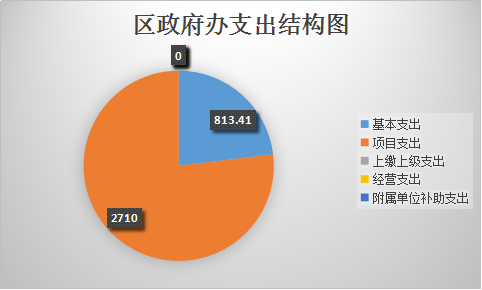 区政府办支出结构图
0
813.41
2710
基本支出
项目支出
上缴上级支出
经营支出
附属单位补助支出